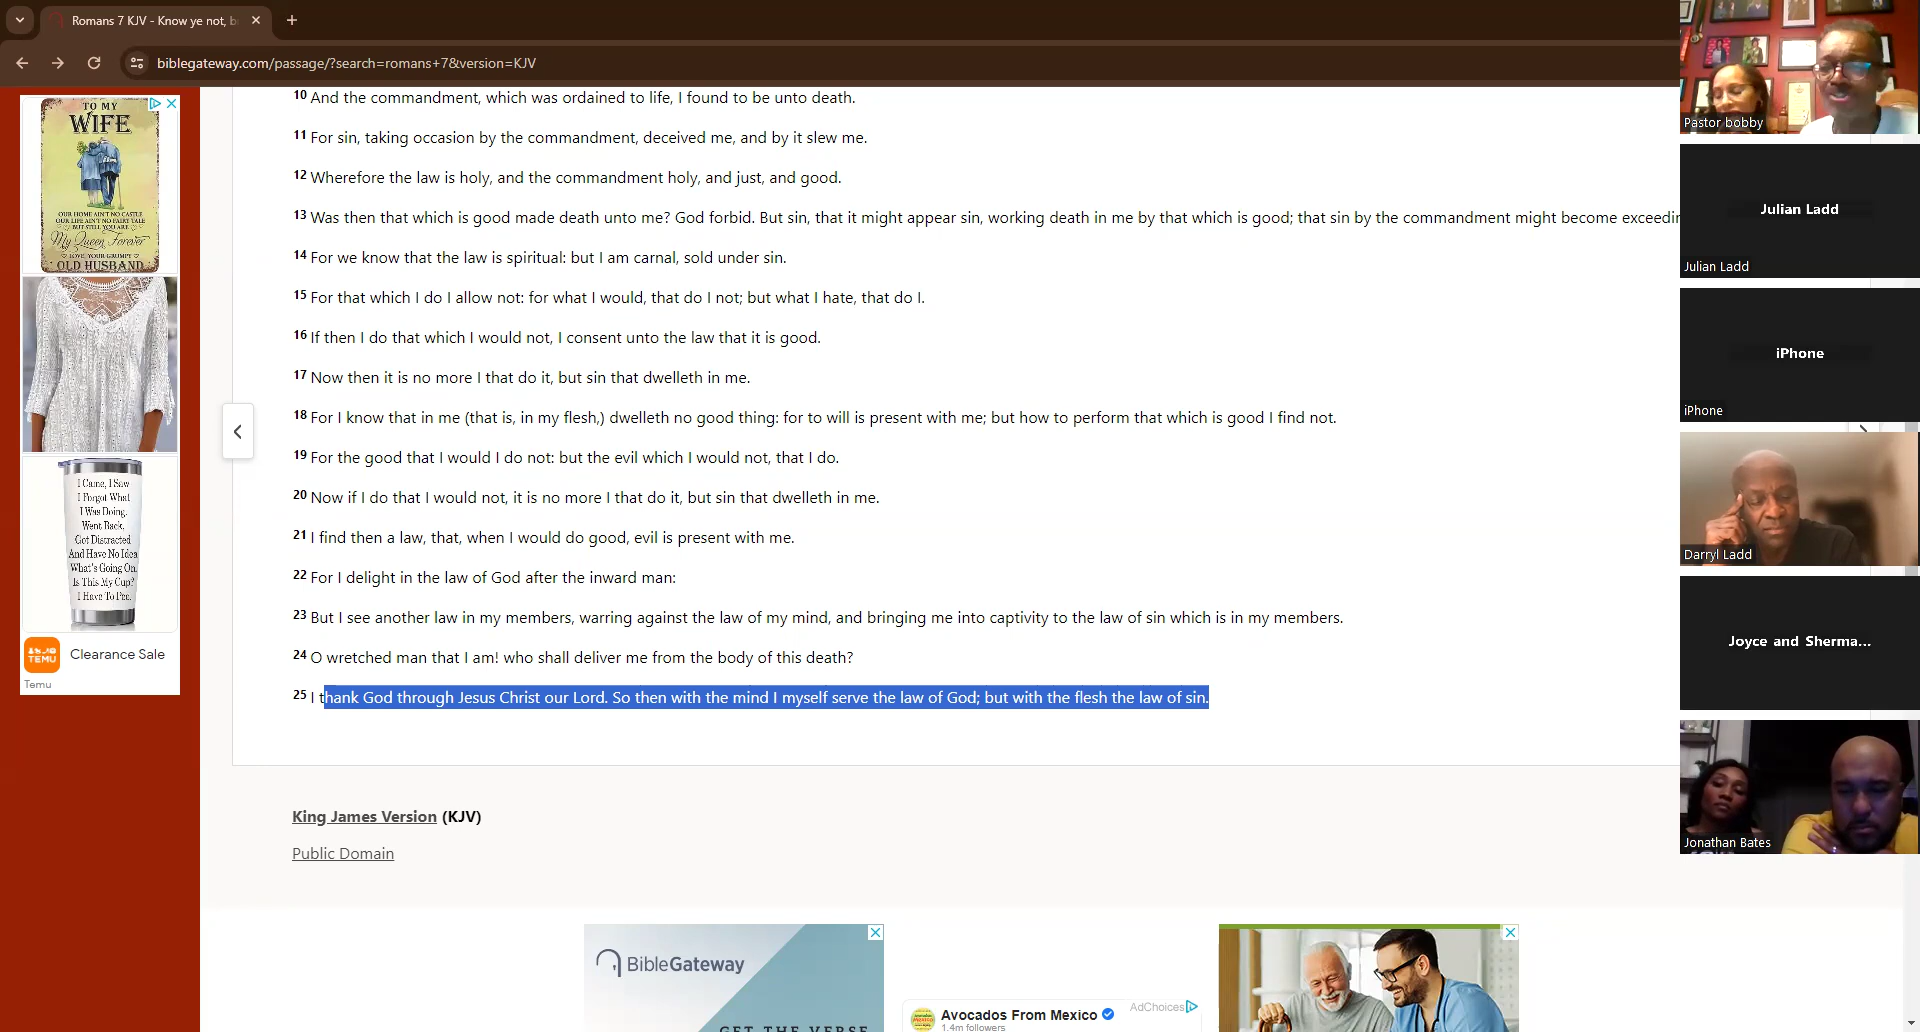 Romans 7 KJV - Know ye not, b
biblegateway.com/passage/?search=romans+7&version=KJV
10 And the commandment, which was ordained to life, I found to be unto death.
11 For sin, taking occasion by the commandment, deceived me, and by it slew me.
12 Wherefore the law is holy, and the commandment holy, and just, and good.
13 Was then that which is good made death unto me? God forbid. But sin, that it might appear sin, working death in me by that which is good; that sin by the commandment might become exceedin
14 For we know that the law is spiritual: but I am carnal, sold under sin.
15 For that which I do I allow not: for what I would, that do I not; but what I hate, that do I.
16 If then I do that which I would not, I consent unto the law that it is good.
17 Now then it is no more I that do it, but sin that dwelleth in me.
18 For I know that in me (that is, in my flesh,) dwelleth no good thing: for to will is present with me; but how to perform that which is good I find not.
19 For the good that I would I do not: but the evil which I would not, that I do.
20 Now if I do that I would not, it is no more I that do it, but sin that dwelleth in me.
21 I find then a law, that, when I would do good, evil is present with me.
22 For I delight in the law of God after the inward man:
23 But I see another law in my members, warring against the law of my mind, and bringing me into captivity to the law of sin which is in my members.
24 O wretched man that I am! who shall deliver me from the body of this death?
25 I thank God through Jesus Christ our Lord. So then with the mind I myself serve the law of God; but with the flesh the law of sin.
King James Version (KJV)
Public Domain
TO MY
WIFE
OUR HOME AIN'T NO CASTLE
OUR LIFE AIN'T NO FAIRY TALE
BUT STILL YOU ARE
My Queen Forever
LOVE, YOUR GRUMPY
OLD HUSBAND
I Came, I Saw
I Forgot What
I Was Doing.
Went Back,
Got Distracted
And Have No Idea
What's Going On.
Is This My Cup?
I Have To Pee.
TEMU
Clearance Sale
Temu
BibleGateway
GET THE VERSE
AdChoices
Avocados From Mexico
1.4m followers
Pastor bobby
Julian Ladd
Julian Ladd
iPhone
iPhone
Darryl Ladd
Joyce and Sherma...
Jonathan Bates